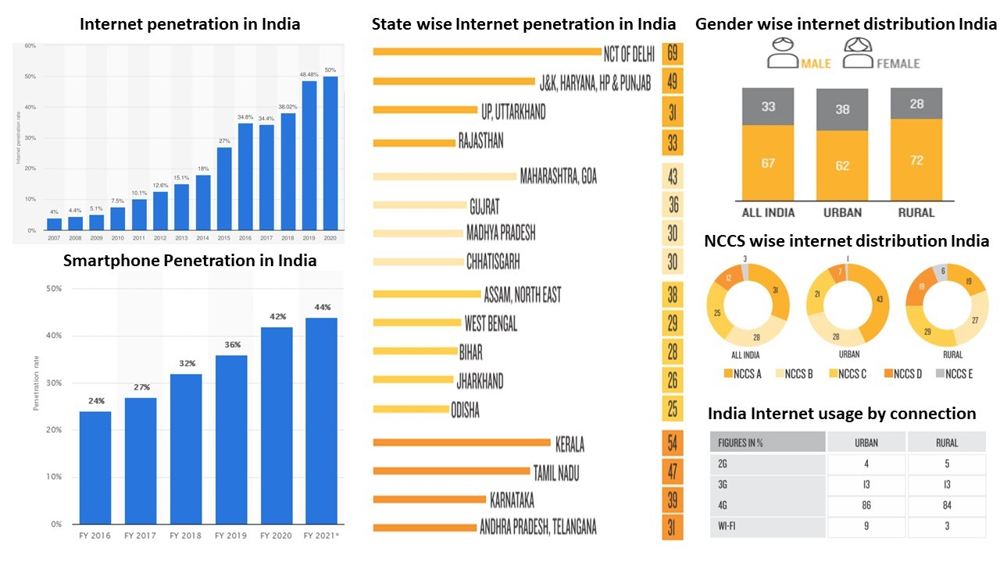 Internet penetration in India
60%
50%
40%
30%
20%
10%
0%
Internet penetration rate
4%
4.4%
5.1%
7.5%
10.1%
12.6%
15.1%
18%
27%
34.8%
34.4%
38.02%
48.48%
50%
2007 2008 2009 2010 2011 2012 2013 2014 2015 2016 2017 2018 2019 2020
Smartphone Penetration in India
50%
40%
30%
20%
10%
0%
Penetration rate
24%
27%
32%
36%
42%
44%
FY 2016 FY 2017 FY 2018 FY 2019 FY 2020 FY 2021*
State wise Internet penetration in India
NCT OF DELHI 69
J&K, HARYANA, HP & PUNJAB 49
UP, UTTARKHAND 31
RAJASTHAN 33
MAHARASHTRA, GOA 43
GUJRAT 36
MADHYA PRADESH 30
CHHATISGARH 30
ASSAM, NORTH EAST 38
WEST BENGAL 29
BIHAR 28
JHARKHAND 26
ODISHA 25
KERALA 54
TAMIL NADU 47
KARNATAKA 39
ANDHRA PRADESH, TELANGANA 31
Gender wise internet distribution India
MALE FEMALE
33 38 28
67 62 72
ALL INDIA URBAN RURAL
NCCS wise internet distribution India
3
12
31
25
28
ALL INDIA
1
7
43
21
28
URBAN
6
19
19
27
29
RURAL
NCCS A NCCS B NCCS C NCCS D NCCS E
India Internet usage by connection
FIGURES IN % URBAN RURAL
2G 4 5
3G 13 13
4G 86 84
WI-FI 9 3